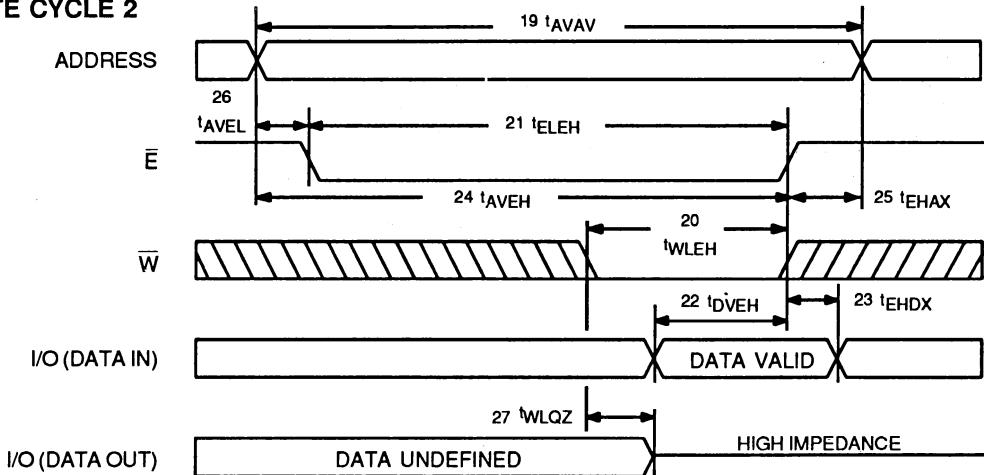 TE CYCLE 2
19 tAVAV
ADDRESS
26
tAVEL
21 tELEH
E̅
24 tAVEH
25 tEHAX
20
tWLEH
W̅
22 tDVEH
23 tEHDX
I/O (DATA IN)
DATA VALID
27 tWLQZ
HIGH IMPEDANCE
I/O (DATA OUT)
DATA UNDEFINED